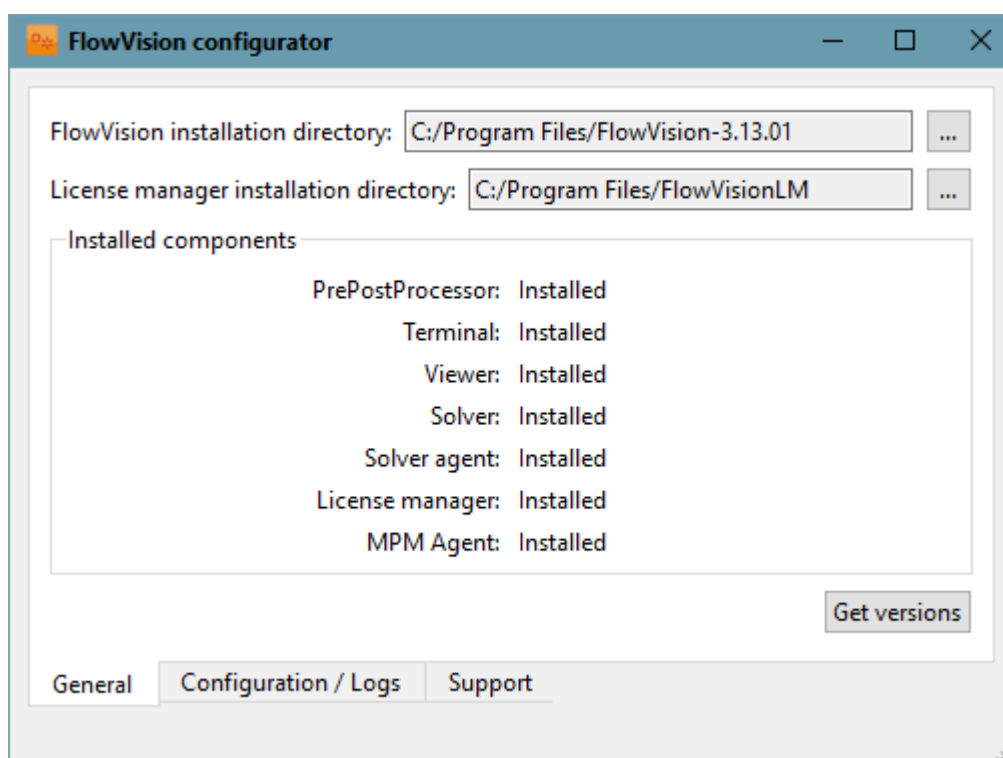 FlowVision configurator
FlowVision installation directory: C:/Program Files/FlowVision-3.13.01 ...
License manager installation directory: C:/Program Files/FlowVisionLM ...
Installed components
PrePostProcessor: Installed
Terminal: Installed
Viewer: Installed
Solver: Installed
Solver agent: Installed
License manager: Installed
MPM Agent: Installed
Get versions
General Configuration / Logs Support